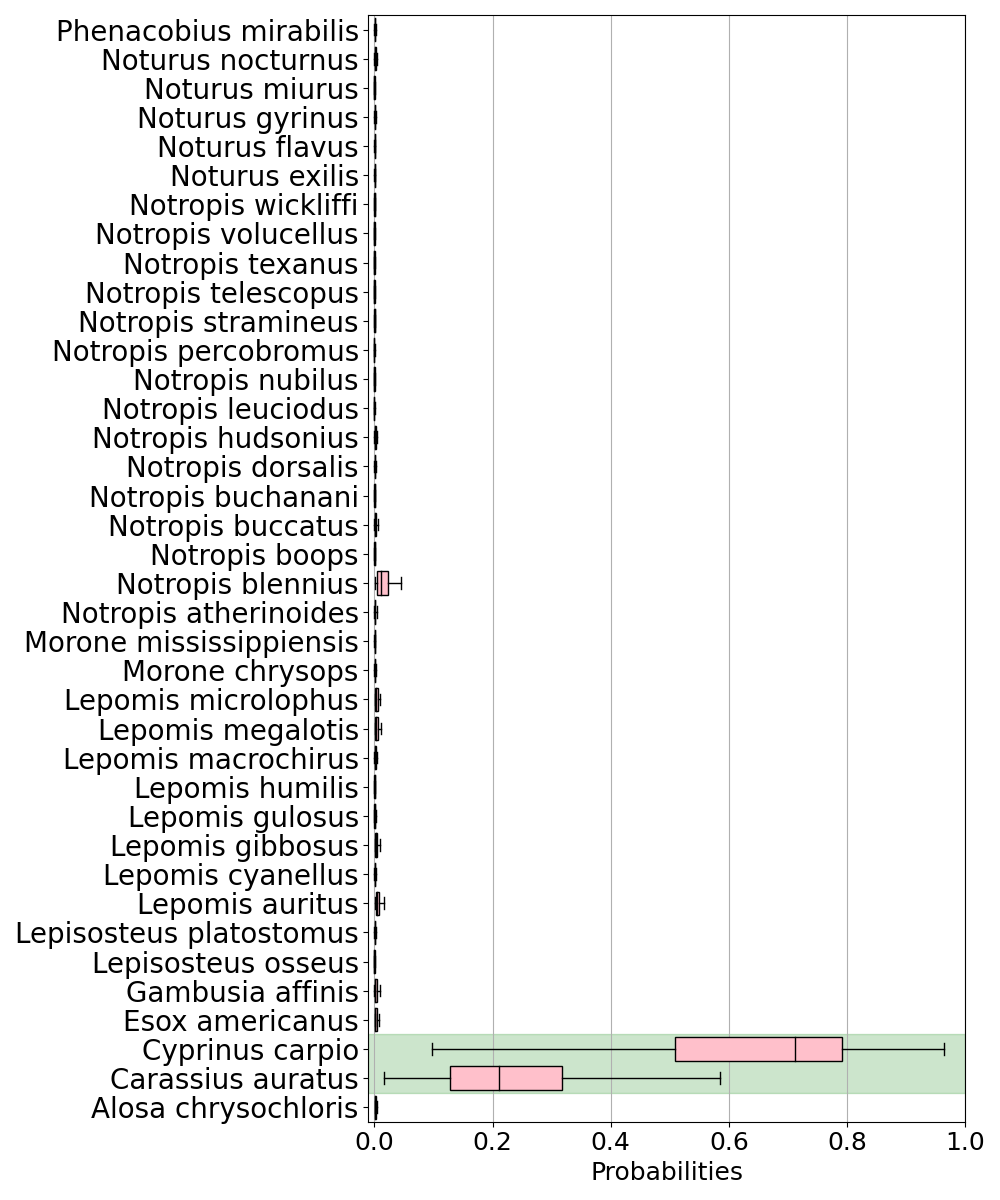 Phenacobius mirabilis
Noturus nocturnus
Noturus miurus
Noturus gyrinus
Noturus flavus
Noturus exilis
Notropis wickliffi
Notropis volucellus
Notropis texanus
Notropis telescopus
Notropis stramineus
Notropis percobromus
Notropis nubilus
Notropis leuciodus
Notropis hudsonius
Notropis dorsalis
Notropis buchanani
Notropis buccatus
Notropis boops
Notropis blennius
Notropis atherinoides
Morone mississippiensis
Morone chrysops
Lepomis microlophus
Lepomis megalotis
Lepomis macrochirus
Lepomis humilis
Lepomis gulosus
Lepomis gibbosus
Lepomis cyanellus
Lepomis auritus
Lepisosteus platostomus
Lepisosteus osseus
Gambusia affinis
Esox americanus
Cyprinus carpio
Carassius auratus
Alosa chrysochloris
0.0 0.2 0.4 0.6 0.8 1.0
Probabilities